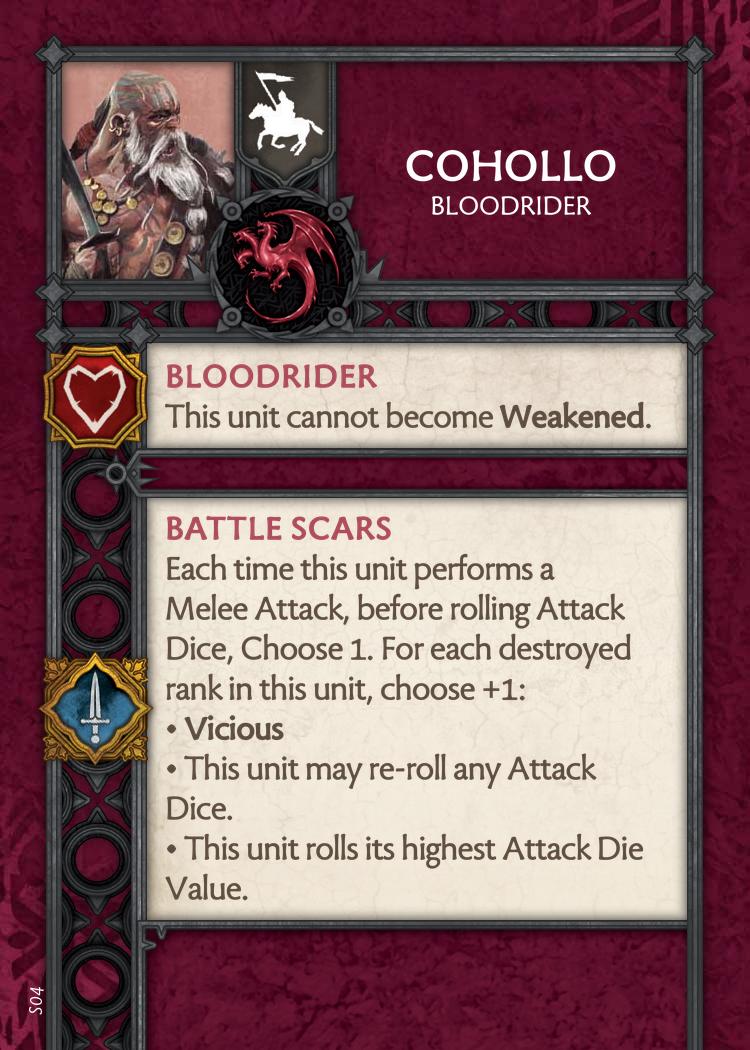 COHOLLO
BLOODRIDER
BLOODRIDER
This unit cannot become Weakened.
BATTLE SCARS
Each time this unit performs a
Melee Attack, before rolling Attack
Dice, Choose 1. For each destroyed
rank in this unit, choose +1:
• Vicious
• This unit may re-roll any Attack
Dice.
• This unit rolls its highest Attack Die
Value.
S04